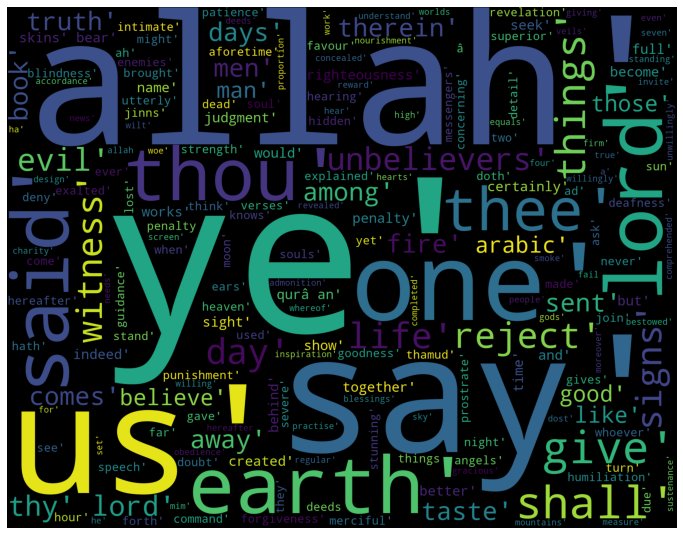 intimate'
patience'
deeds
work'
understand'
worlds
truth'
aforetime'
days'
therein'
revelation'
giving'
skins'
bear'
ah'
might'
favour'
seek'
veils'
even'
book'
enemies'
men'
proportion'
nourishment'
concealed'
â
superior'
seven'
standing
blindness'
brought'
righteousness'
full'
accordance'
utterly'
name'
man'
reward'
messengers'
detail'
become'
invite'
jinns'
dead'
soul'
hearing'
hear'
concerning'
things'
those'
unwillingly'
news'
wilt'
judgment'
hidden'
high'
equals'
two'
ha'
allah'
woe'
strength'
would'
unbelievers'
four'
firm'
true'
sun'
evil'
design'
ever
thou'
explained'
doth'
ad'
a
willingly'
deny'
exalted'
lost'
verses'
revealed'
hearts'
among'
certainly'
deafness'
comprehended'
said'
witness'
works
think'
knows'
penalty'
thee'
ask'
lord'
charity'
penalty
when'
moon'
yet'
fire'
arabic'
smoke'
never'
come'
screen'
souls'
admonition'
made'
fail
hereafter'
guidance'
ears'
qurâ an'
completed'
one'
sent'
but'
people'
join'
bestowed'
needs
heaven'
whereof'
gods'
hath'
stand'
sight'
used'
show'
life'
reject'
signs'
indeed'
day'
inspiration'
goodness'
thamud'
time'
and'
moreover'
comes'
punishment'
together'
gives'
whoever'
for'
believe'
willing'
behind'
severe'
blessings'
sky'
say'
prostrate'
good'
dost'
see'
set'
gave'
hereafter
practise'
like'
turn'
us'
far'
away'
obedience'
stunning'
regular'
night'
give'
humiliation'
speech'
doubt'
created'
they'
things
angels'
gracious'
due'
sustenance'
thy'
lord'
mim'
earth'
deeds
better'
taste'
shall'
hour'
he'
forth'
command'
forgiveness'
merciful'
mountains'
measure'
allah'
ye'